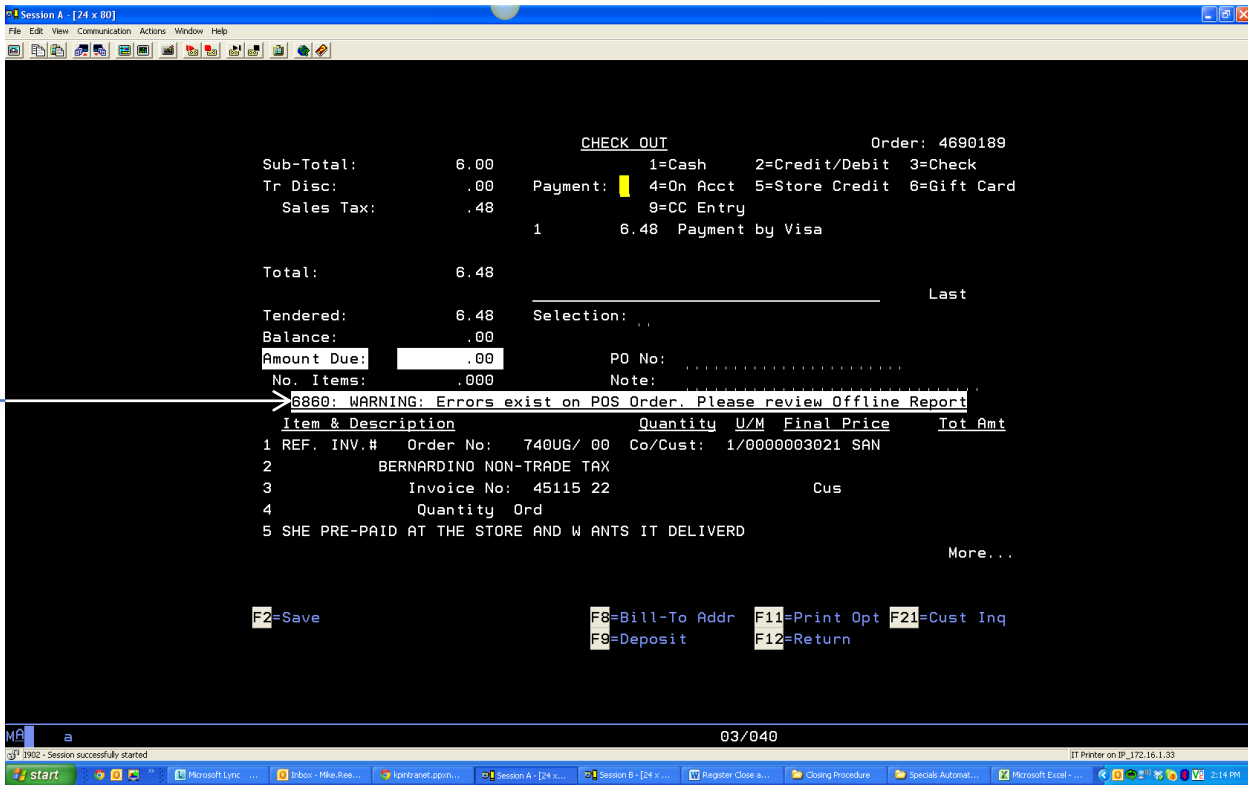 Session A - [24 x 80]
File Edit View Communication Actions Window Help
CHECK OUT Order: 4690189
Sub-Total: 6.00 1=Cash 2=Credit/Debit 3=Check
Tr Disc: .00 Payment: 4=On Acct 5=Store Credit 6=Gift Card
Sales Tax: .48 9=CC Entry
1 6.48 Payment by Visa
Total: 6.48
Last
Tendered: 6.48 Selection:
Balance: .00
Amount Due: .00 PO No:
No. Items: .000 Note:
6860: WARNING: Errors exist on POS Order. Please review Offline Report
Item & Description Quantity U/M Final Price Tot Amt
1 REF. INV.# Order No: 740UG/ 00 Co/Cust: 1/0000003021 SAN
2 BERNARDINO NON-TRADE TAX
3 Invoice No: 45115 22 Cus
4 Quantity Ord
5 SHE PRE-PAID AT THE STORE AND W ANTS IT DELIVERD
More...
F2=Save F8=Bill-To Addr F11=Print Opt F21=Cust Inq
F9=Deposit F12=Return
MA a 03/040
I902 - Session successfully started IT Printer on IP_172.16.1.33
start Microsoft Lync ... Inbox - Mike.Ree... kpintranet.ppxn... Session A - [24 x... Session B - [24 x ... Register Close a... Closing Procedure Specials Automat... Microsoft Excel - ... 2:14 PM